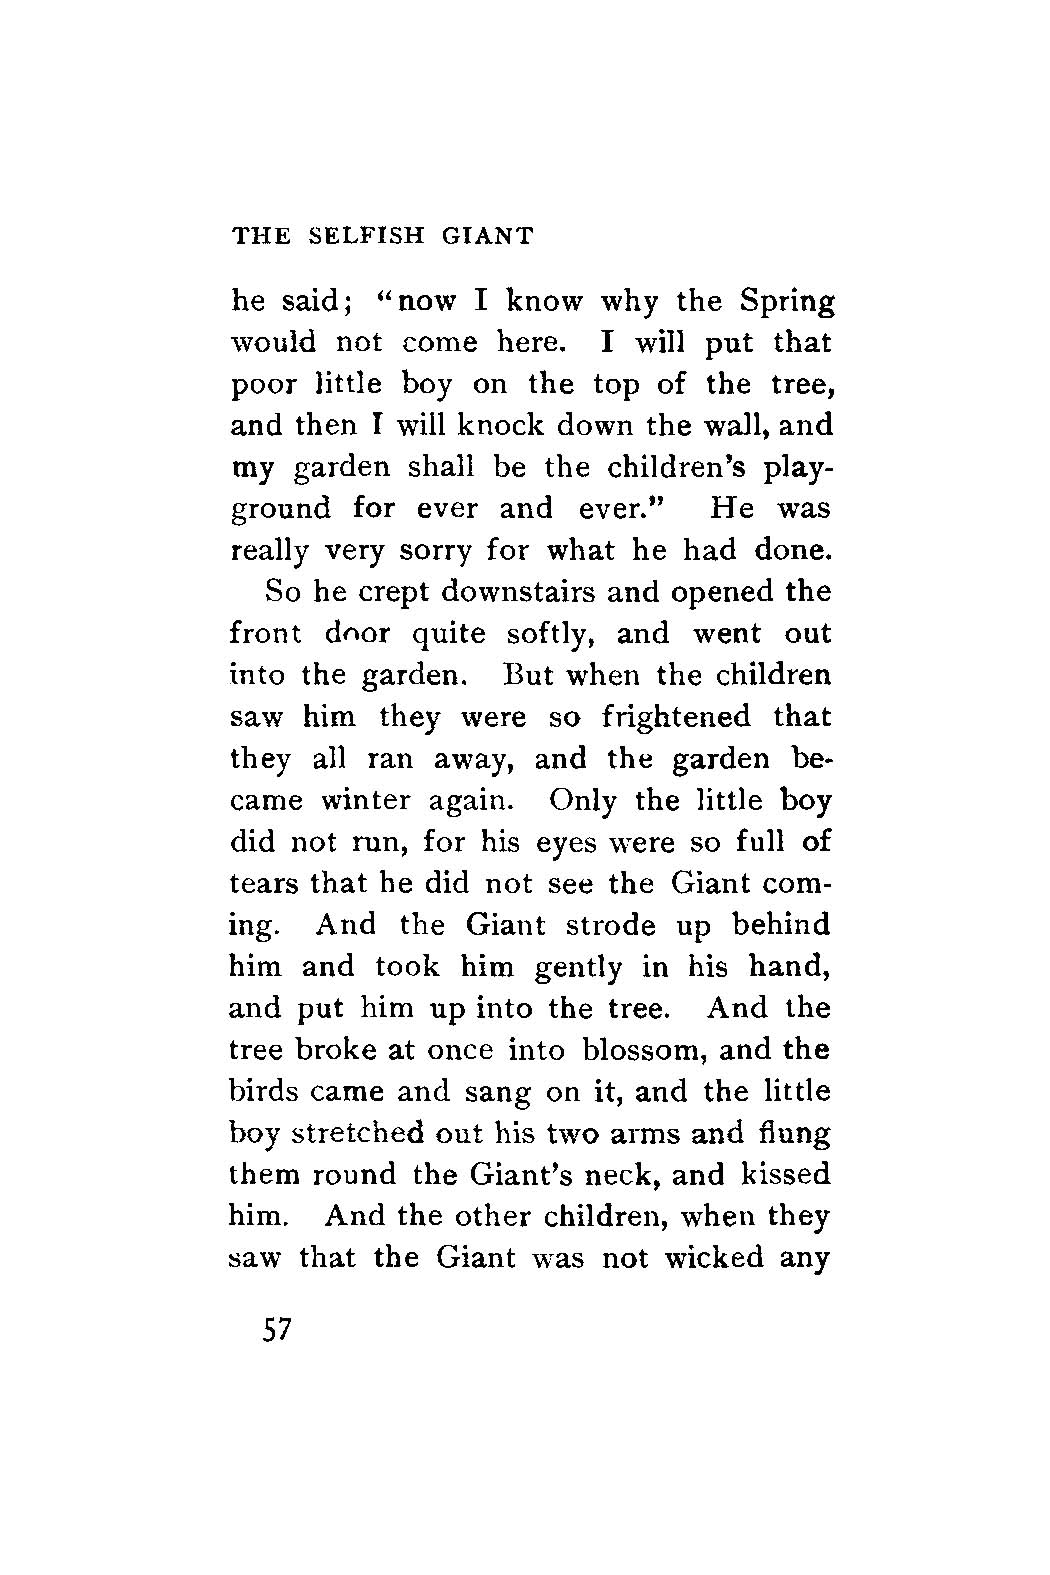 THE SELFISH GIANT
he said; "now I know why the Spring
would not come here. I will put that
poor little boy on the top of the tree,
and then I will knock down the wall, and
my garden shall be the children's play-
ground for ever and ever." He was
really very sorry for what he had done.
So he crept downstairs and opened the
front door quite softly, and went out
into the garden. But when the children
saw him they were so frightened that
they all ran away, and the garden be-
came winter again. Only the little boy
did not run, for his eyes were so full of
tears that he did not see the Giant com-
ing. And the Giant strode up behind
him and took him gently in his hand,
and put him up into the tree. And the
tree broke at once into blossom, and the
birds came and sang on it, and the little
boy stretched out his two arms and flung
them round the Giant's neck, and kissed
him. And the other children, when they
saw that the Giant was not wicked any
57